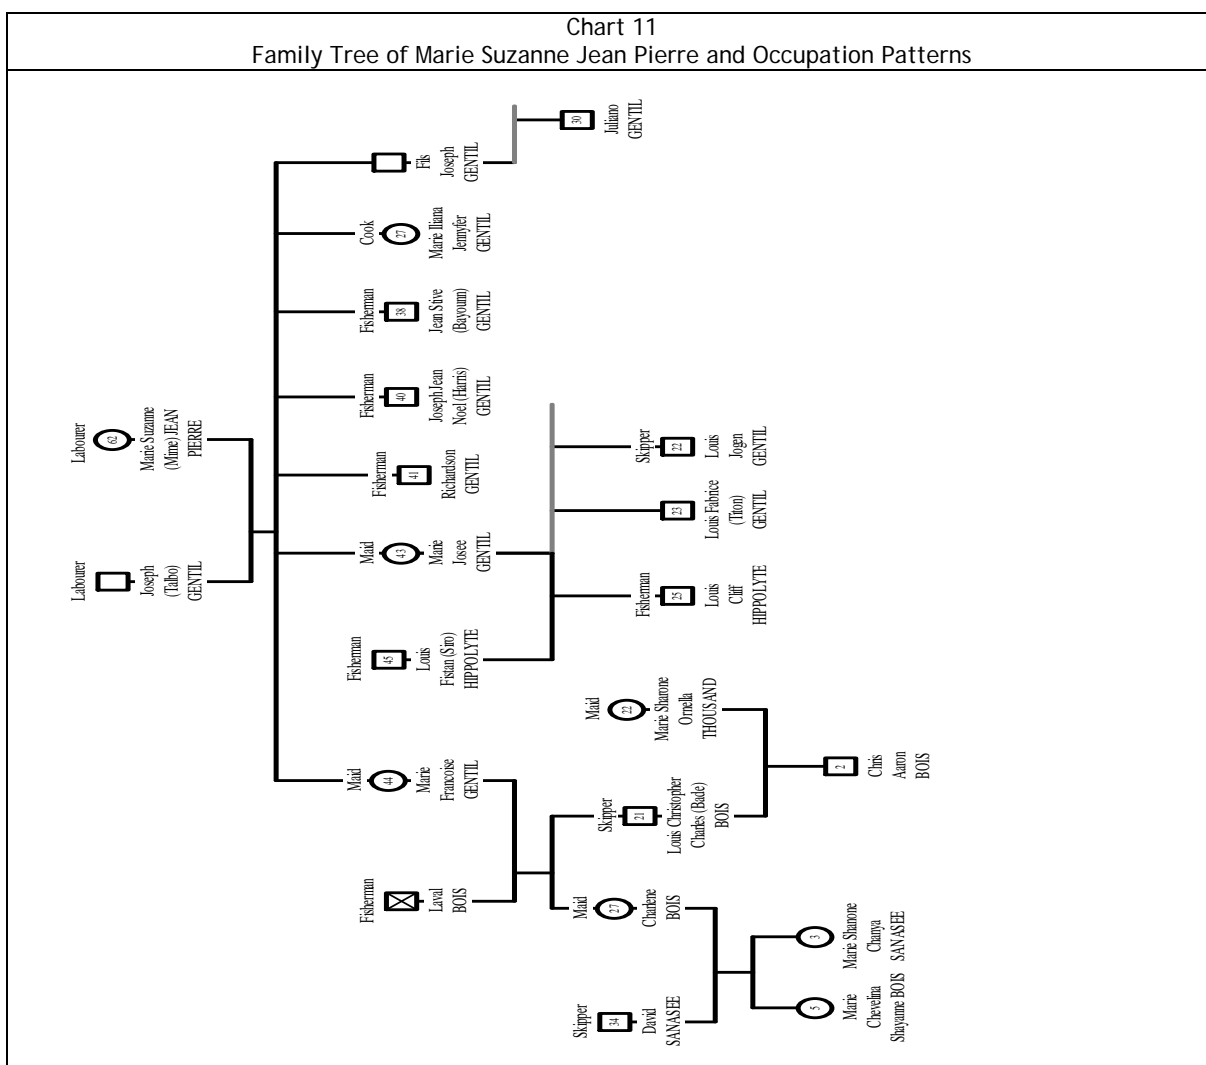 Chart 11
Family Tree of Marie Suzanne Jean Pierre and Occupation Patterns
Labourer
Joseph
(Talbo)
GENTIL
Labourer
62
Marie Suzanne
(Mime) JEAN
PIERRE
Fisherman
Laval
BOIS
Maid
44
Marie
Francoise
GENTIL
Fisherman
45
Louis
Fistan (Siro)
HIPPOLYTE
Maid
43
Marie
Josee
GENTIL
Fisherman
41
Richardson
GENTIL
Fisherman
40
Joseph Jean
Noel (Harris)
GENTIL
Fisherman
38
Jean Stive
(Bayoum)
GENTIL
Cook
27
Marie Iliana
Jennyfer
GENTIL
Fils
Joseph
GENTIL
Skipper
34
David
SANASEE
Maid
27
Charlene
BOIS
Skipper
21
Louis Christopher
Charles (Bade)
BOIS
Maid
22
Marie Sharone
Ornella
THOUSAND
Fisherman
25
Louis
Cliff
HIPPOLYTE
23
Louis Fabrice
(Titon)
GENTIL
Skipper
22
Louis
Jogen
GENTIL
30
Juliano
GENTIL
5
Marie
Chevelina
Shayanne BOIS
3
Marie Shanone
Chanya
SANASEE
2
Chris
Aaron
BOIS